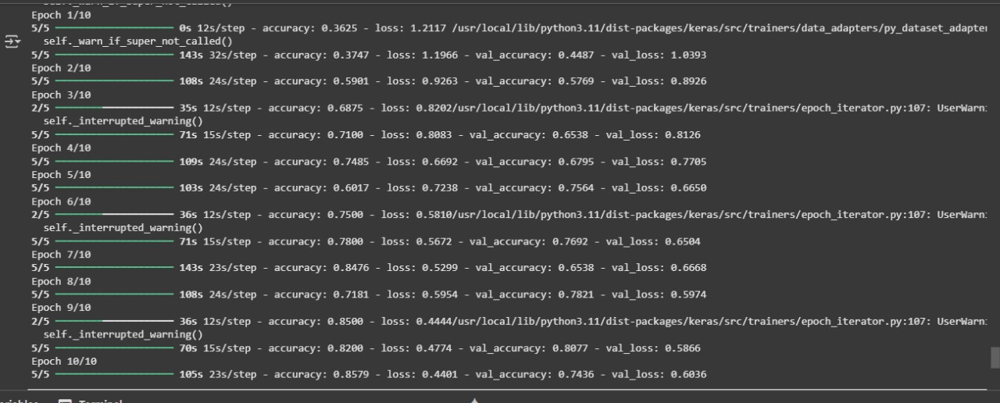 self._warn_if_super_not_called()
Epoch 1/10
5/5 0s 12s/step - accuracy: 0.3625 - loss: 1.2117 /usr/local/lib/python3.11/dist-packages/keras/src/trainers/data_adapters/py_dataset_adapter
self._warn_if_super_not_called()
5/5 143s 32s/step - accuracy: 0.3747 - loss: 1.1966 - val_accuracy: 0.4487 - val_loss: 1.0393
Epoch 2/10
5/5 108s 24s/step - accuracy: 0.5901 - loss: 0.9263 - val_accuracy: 0.5769 - val_loss: 0.8926
Epoch 3/10
2/5 35s 12s/step - accuracy: 0.6875 - loss: 0.8202/usr/local/lib/python3.11/dist-packages/keras/src/trainers/epoch_iterator.py:107: UserWarni
self._interrupted_warning()
5/5 71s 15s/step - accuracy: 0.7100 - loss: 0.8083 - val_accuracy: 0.6538 - val_loss: 0.8126
Epoch 4/10
5/5 109s 24s/step - accuracy: 0.7485 - loss: 0.6692 - val_accuracy: 0.6795 - val_loss: 0.7705
Epoch 5/10
5/5 103s 24s/step - accuracy: 0.6017 - loss: 0.7238 - val_accuracy: 0.7564 - val_loss: 0.6650
Epoch 6/10
2/5 36s 12s/step - accuracy: 0.7500 - loss: 0.5810/usr/local/lib/python3.11/dist-packages/keras/src/trainers/epoch_iterator.py:107: UserWarni
self._interrupted_warning()
5/5 71s 15s/step - accuracy: 0.7800 - loss: 0.5672 - val_accuracy: 0.7692 - val_loss: 0.6504
Epoch 7/10
5/5 143s 23s/step - accuracy: 0.8476 - loss: 0.5299 - val_accuracy: 0.6538 - val_loss: 0.6668
Epoch 8/10
5/5 108s 24s/step - accuracy: 0.7181 - loss: 0.5954 - val_accuracy: 0.7821 - val_loss: 0.5974
Epoch 9/10
2/5 36s 12s/step - accuracy: 0.8500 - loss: 0.4444/usr/local/lib/python3.11/dist-packages/keras/src/trainers/epoch_iterator.py:107: UserWarni
self._interrupted_warning()
5/5 70s 15s/step - accuracy: 0.8200 - loss: 0.4774 - val_accuracy: 0.8077 - val_loss: 0.5866
Epoch 10/10
5/5 105s 23s/step - accuracy: 0.8579 - loss: 0.4401 - val_accuracy: 0.7436 - val_loss: 0.6036
Terminal